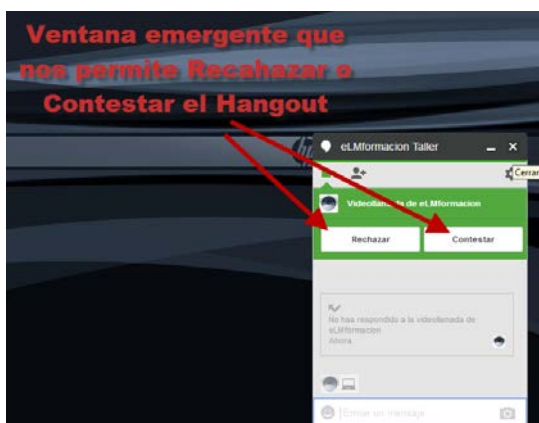 Ventana emergente que
nos permite Recahazar o
Contestar el Hangout
hp
eLMformacion Taller
Cerrar
Videollamada de eLMformacion
Rechazar
Contestar
No has respondido a la videollamada de
eLMformacion
Ahora
Enviar un mensaje